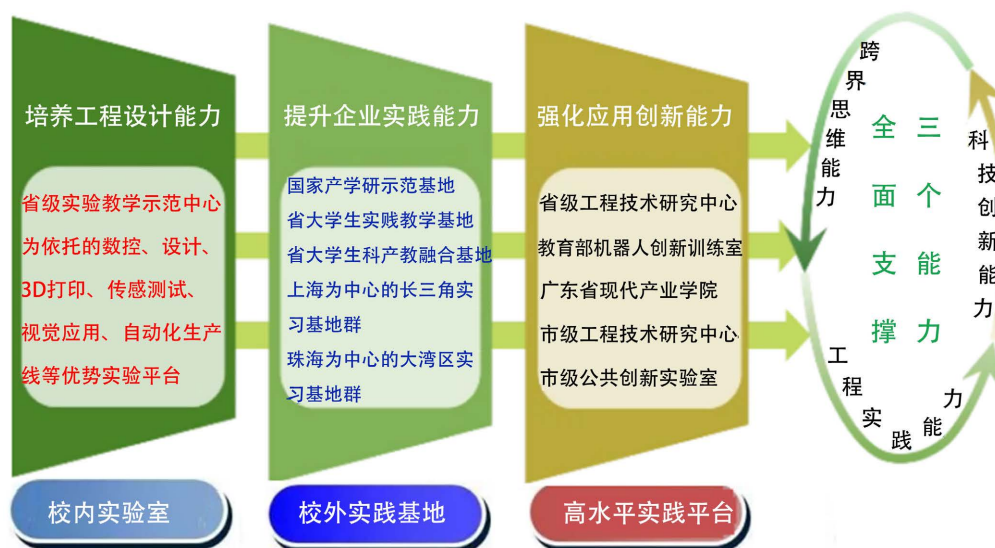 培养工程设计能力
省级实验教学示范中心
为依托的数控、设计、
3D打印、传感测试、
视觉应用、自动化生产
线等优势实验平台
校内实验室
提升企业实践能力
国家产学研示范基地
省大学生实践教学基地
省大学生科产教融合基地
上海为中心的长三角实
习基地群
珠海为中心的大湾区实
习基地群
校外实践基地
强化应用创新能力
省级工程技术研究中心
教育部机器人创新训练室
广东省现代产业学院
市级工程技术研究中心
市级公共创新实验室
高水平实践平台
跨界思维能力
全面支撑
三个能力
科技创新能力
工程实践能力